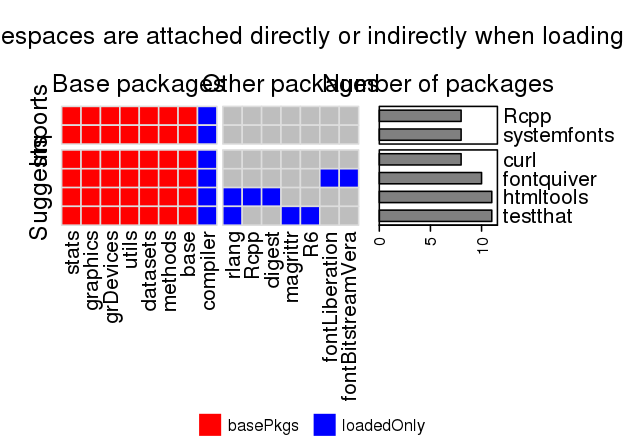 espaces are attached directly or indirectly when loading
Base packages
Other packages
Number of packages
Imports
Suggests
Rcpp
systemfonts
curl
fontquiver
htmltools
testthat
0
5
10
stats
graphics
grDevices
utils
datasets
methods
base
compiler
rlang
Rcpp
digest
magrittr
R6
fontLiberation
fontBitstreamVera
basePkgs
loadedOnly